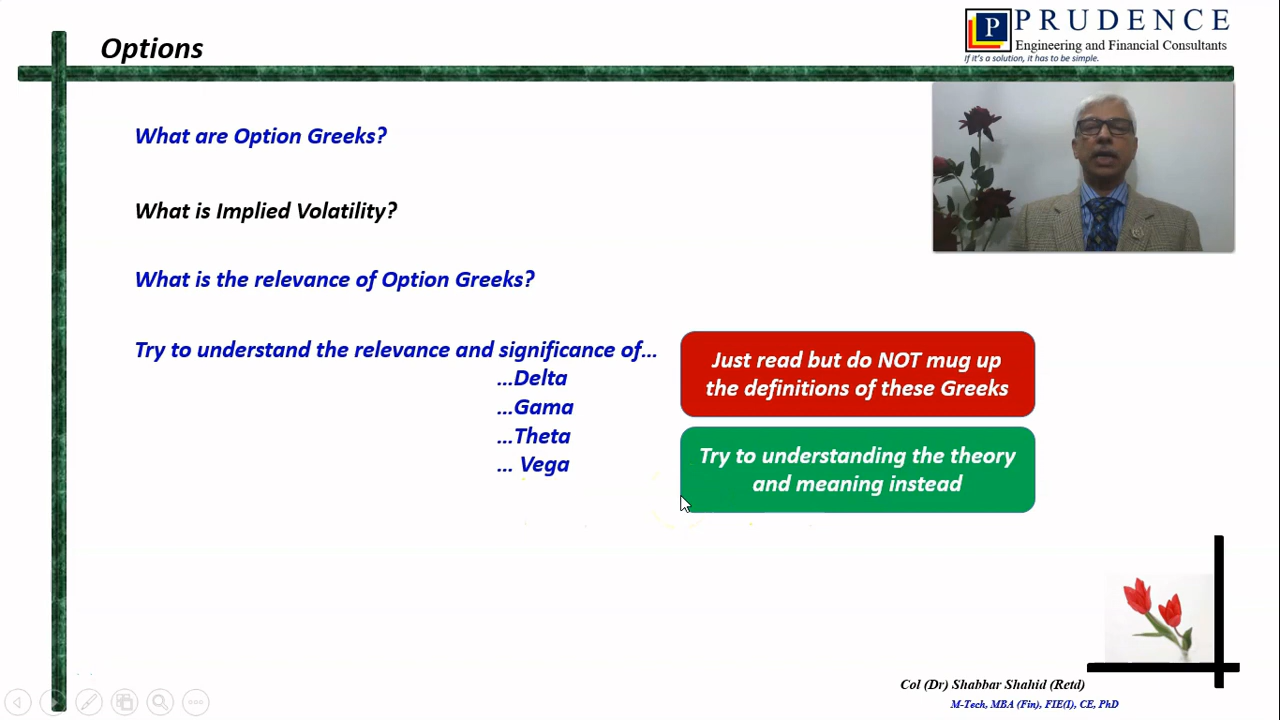 Options
P PRUDENCE
Engineering and Financial Consultants
If it's a solution, it has to be simple.
What are Option Greeks?
What is Implied Volatility?
What is the relevance of Option Greeks?
Try to understand the relevance and significance of...
...Delta
...Gama
...Theta
... Vega
Just read but do NOT mug up
the definitions of these Greeks
Try to understanding the theory
and meaning instead
Col (Dr) Shabbar Shahid (Retd)
M-Tech, MBA (Fin), FIE(I), CE, PhD